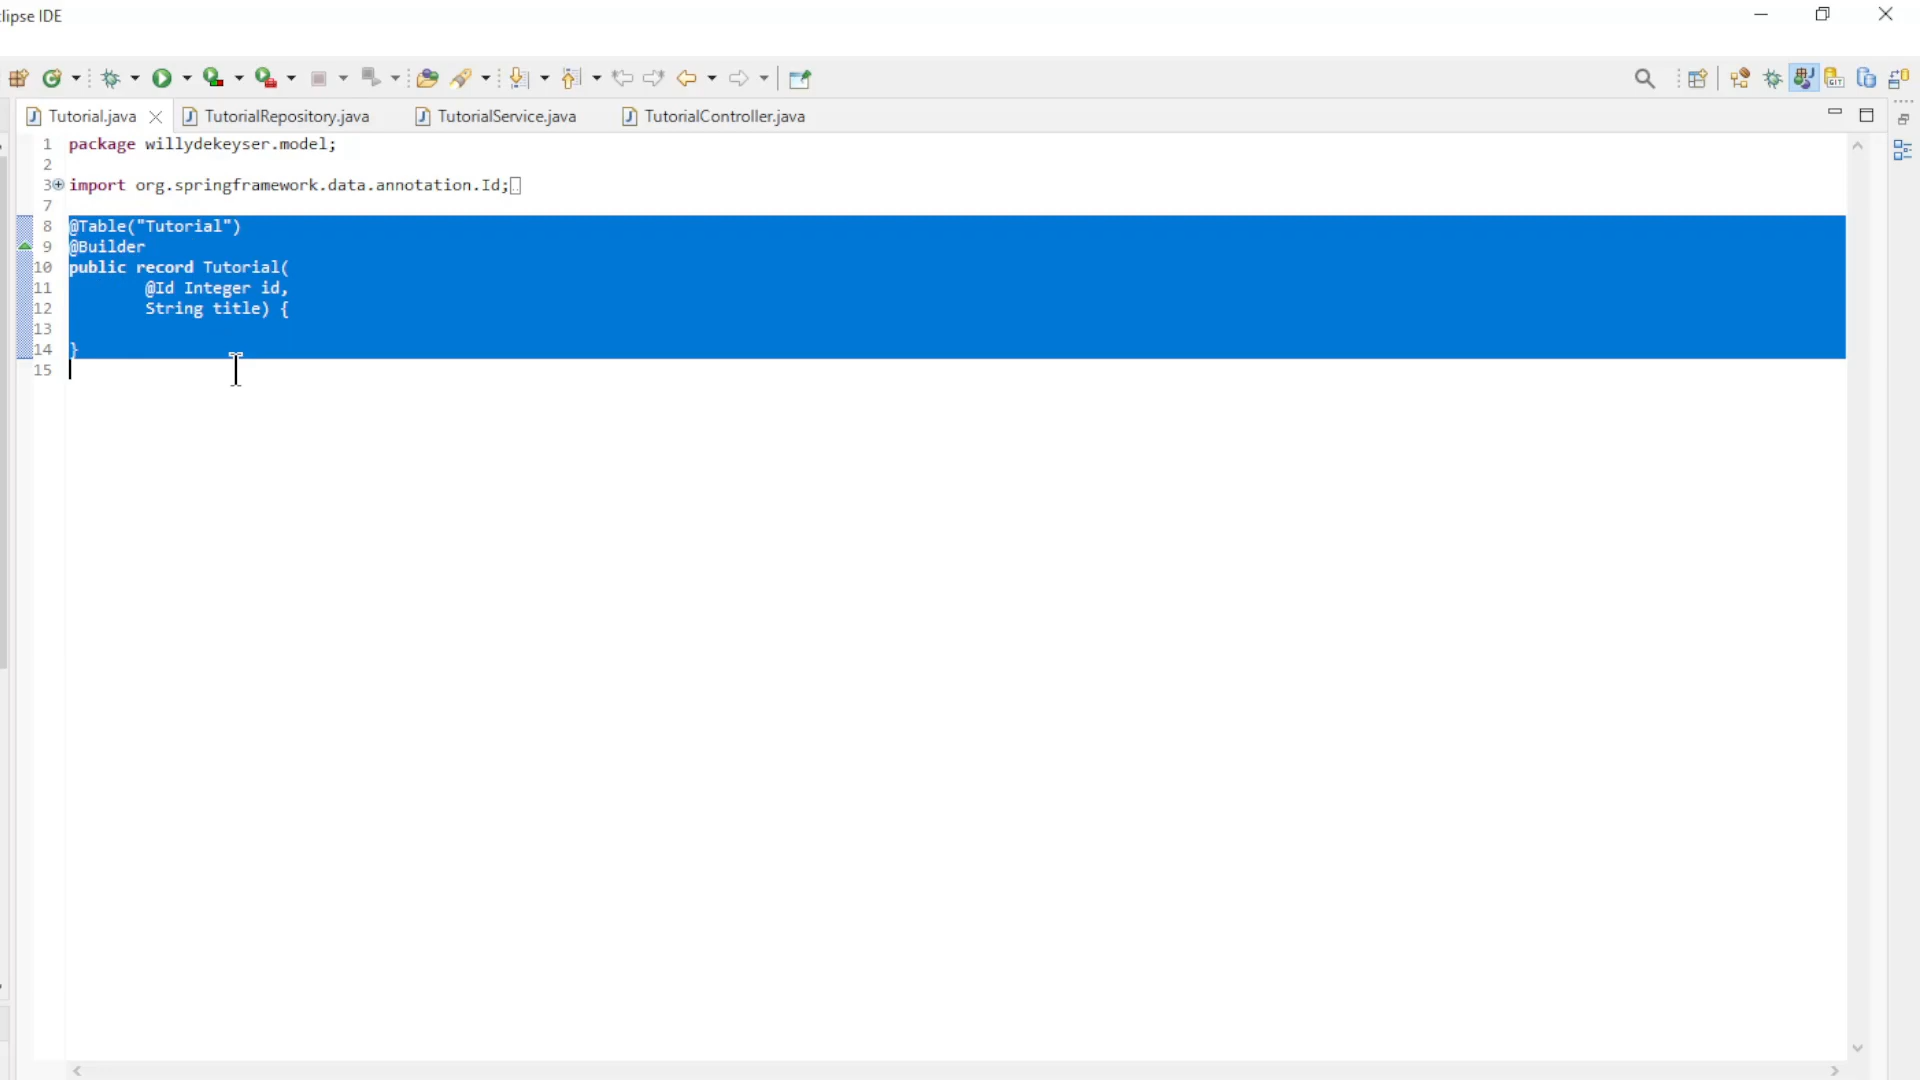 clipse IDE
Tutorial.java TutorialRepository.java TutorialService.java TutorialController.java
1 package willydekeyser.model;
2
3 import org.springframework.data.annotation.Id;
7
8 @Table("Tutorial")
9 @Builder
10 public record Tutorial(
11 @Id Integer id,
12 String title) {
13
14 }
15